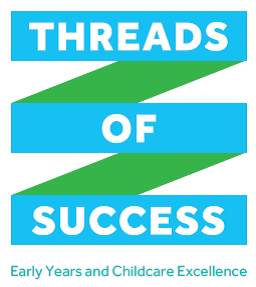 THREADS
OF
SUCCESS
Early Years and Childcare Excellence